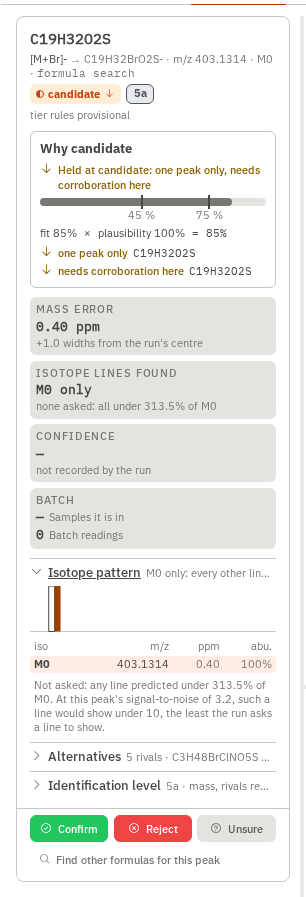 C19H32O2S
[M+Br]- → C19H32BrO2S- · m/z 403.1314 · M0
· formula search
candidate ↓ 5a
tier rules provisional
Why candidate
↓ Held at candidate: one peak only, needs
corroboration here
45 % 75 %
fit 85% × plausibility 100% = 85%
↓ one peak only C19H32O2S
↓ needs corroboration here C19H32O2S
MASS ERROR
0.40 ppm
+1.0 widths from the run's centre
ISOTOPE LINES FOUND
M0 only
none asked: all under 313.5% of M0
CONFIDENCE
—
not recorded by the run
BATCH
— Samples it is in
0 Batch readings
Isotope pattern M0 only: every other lin...
iso m/z ppm abu.
M0 403.1314 0.40 100%
Not asked: any line predicted under 313.5% of
M0. At this peak's signal-to-noise of 3.2, such a
line would show under 10, the least the run asks
a line to show.
Alternatives 5 rivals · C3H48BrClNO5S ...
Identification level 5a · mass, rivals re...
Confirm Reject Unsure
Find other formulas for this peak